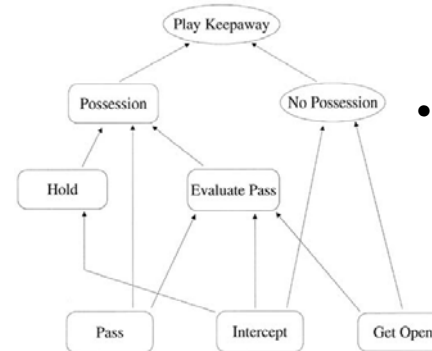 Play Keepaway
Possession
No Possession
•
Hold
Evaluate Pass
Pass
Intercept
Get Open